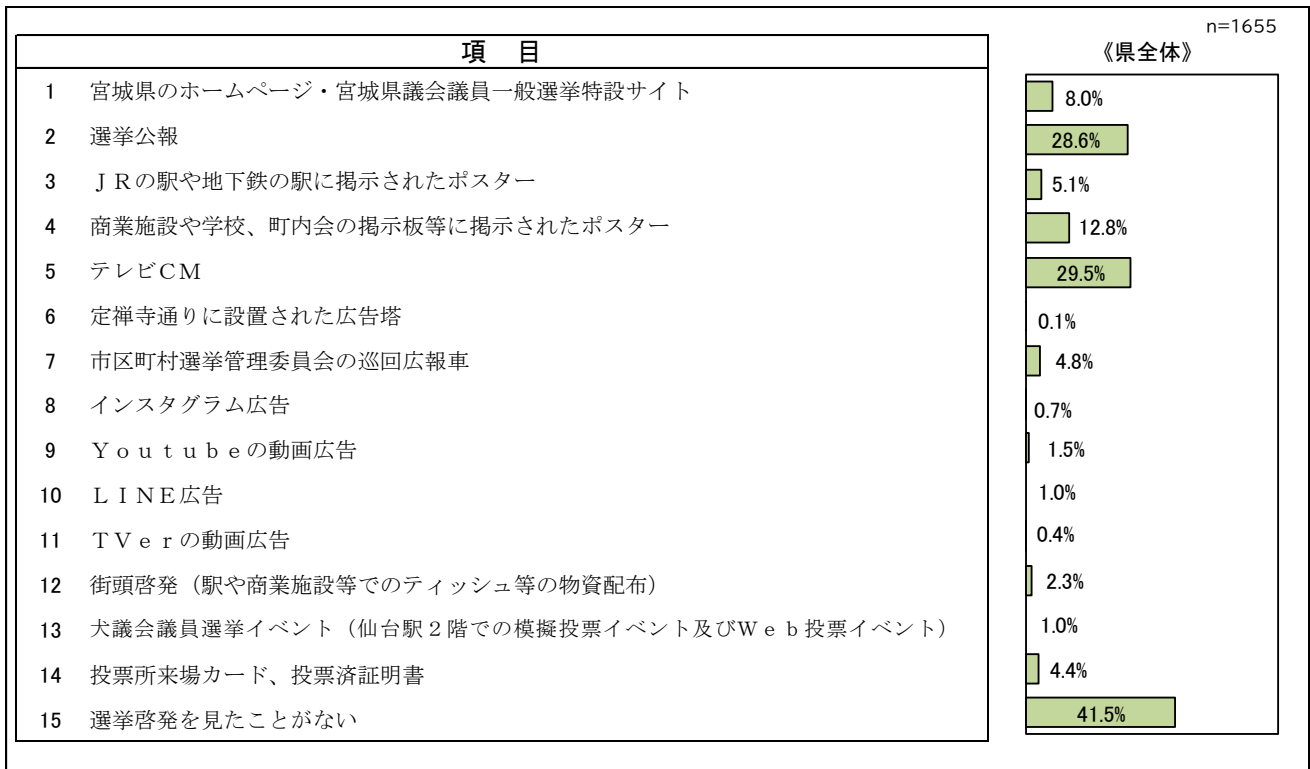 n=1655
項　目
《県全体》
1 宮城県のホームページ・宮城県議会議員一般選挙特設サイト 8.0%
2 選挙公報 28.6%
3 ＪＲの駅や地下鉄の駅に掲示されたポスター 5.1%
4 商業施設や学校、町内会の掲示板等に掲示されたポスター 12.8%
5 テレビＣＭ 29.5%
6 定禅寺通りに設置された広告塔 0.1%
7 市区町村選挙管理委員会の巡回広報車 4.8%
8 インスタグラム広告 0.7%
9 Ｙｏｕｔｕｂｅの動画広告 1.5%
10 ＬＩＮＥ広告 1.0%
11 ＴＶｅｒの動画広告 0.4%
12 街頭啓発（駅や商業施設等でのティッシュ等の物資配布） 2.3%
13 犬議会議員選挙イベント（仙台駅２階での模擬投票イベント及びＷｅｂ投票イベント） 1.0%
14 投票所来場カード、投票済証明書 4.4%
15 選挙啓発を見たことがない 41.5%